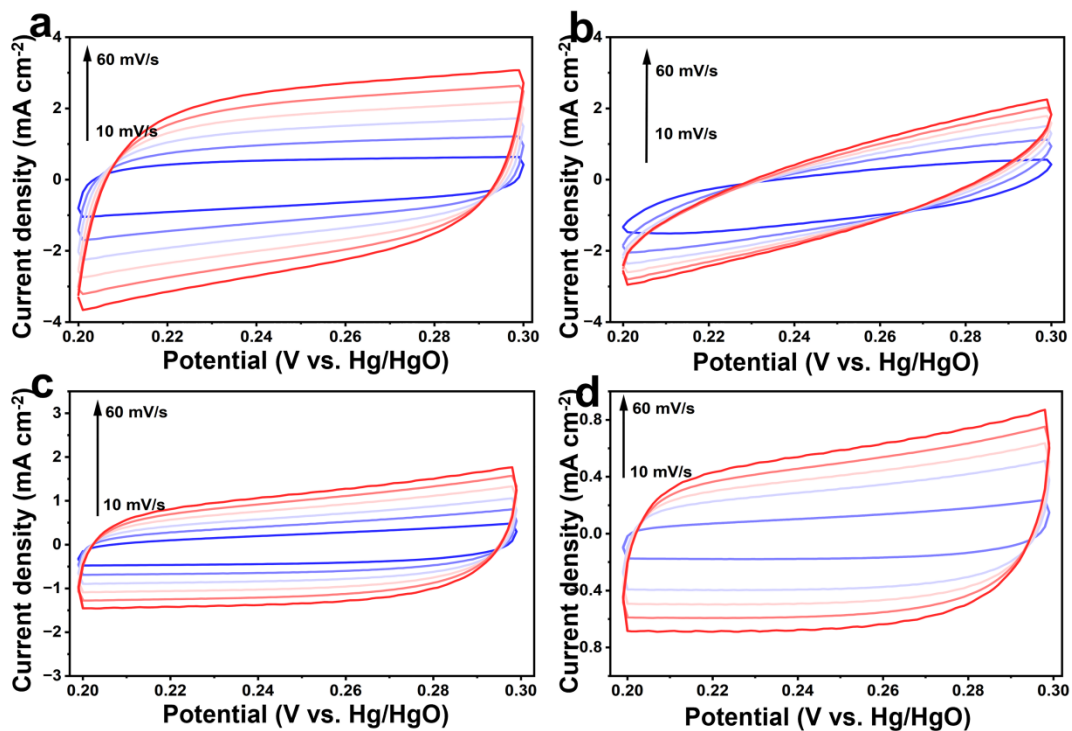 a
4
2
0
−2
−4
60 mV/s
10 mV/s
0.20 0.22 0.24 0.26 0.28 0.30
Potential (V vs. Hg/HgO)
Current density (mA cm⁻²)
b
4
2
0
−2
−4
60 mV/s
10 mV/s
0.20 0.22 0.24 0.26 0.28 0.30
Potential (V vs. Hg/HgO)
Current density (mA cm⁻²)
c
3
2
1
0
−1
−2
−3
60 mV/s
10 mV/s
0.20 0.22 0.24 0.26 0.28 0.30
Potential (V vs. Hg/HgO)
Current density (mA cm⁻²)
d
0.8
0.4
0.0
0.4
0.8
60 mV/s
10 mV/s
0.20 0.22 0.24 0.26 0.28 0.30
Potential (V vs. Hg/HgO)
Current density (mA cm⁻²)